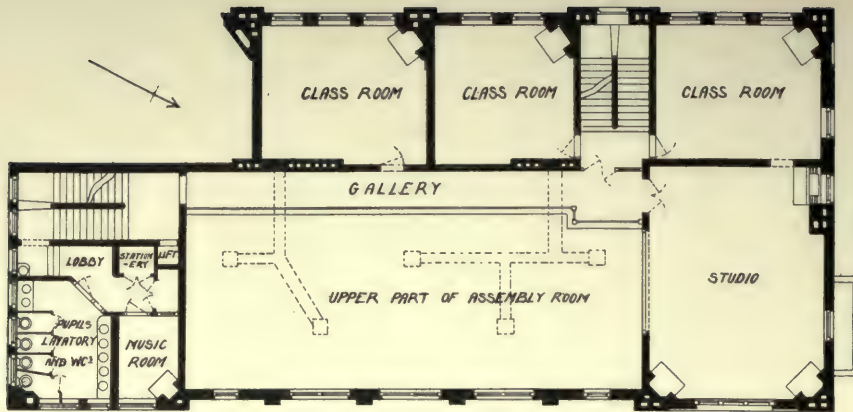 CLASS ROOM
CLASS ROOM
CLASS ROOM
GALLERY
LOBBY
STATION
-ERY
LIFT
STUDIO
UPPER PART OF ASSEMBLY ROOM
PUPILS
LAVATORY
AND WCS
MUSIC
ROOM